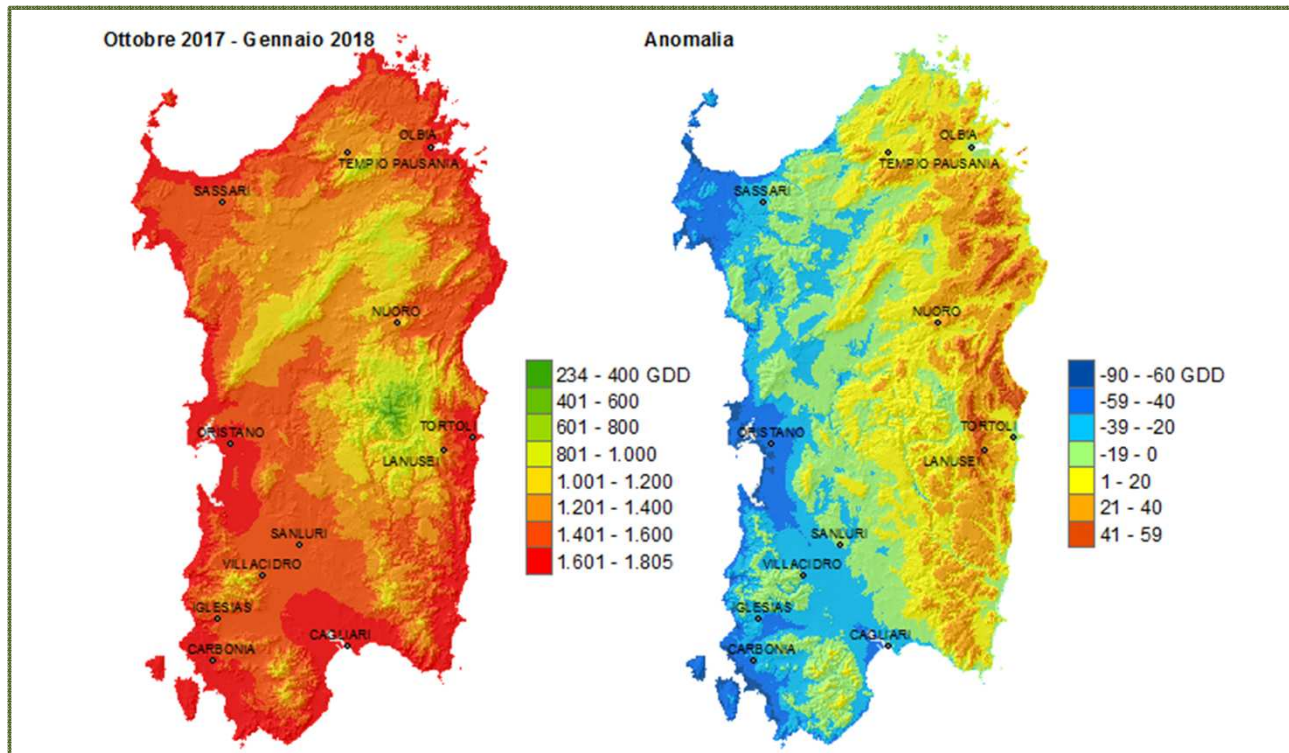 Ottobre 2017 - Gennaio 2018
OLBIA
TEMPIO PAUSANIA
SASSARI
NUORO
ORISTANO
TORTOLI
LANUSEI
SANLURI
VILLACIDRO
IGLESIAS
CAGLIARI
CARBONIA
234 - 400 GDD
401 - 600
601 - 800
801 - 1.000
1.001 - 1.200
1.201 - 1.400
1.401 - 1.600
1.601 - 1.805
Anomalia
OLBIA
TEMPIO PAUSANIA
SASSARI
NUORO
ORISTANO
TORTOLI
LANUSEI
SANLURI
VILLACIDRO
IGLESIAS
CAGLIARI
CARBONIA
-90 - -60 GDD
-59 - -40
-39 - -20
-19 - 0
1 - 20
21 - 40
41 - 59